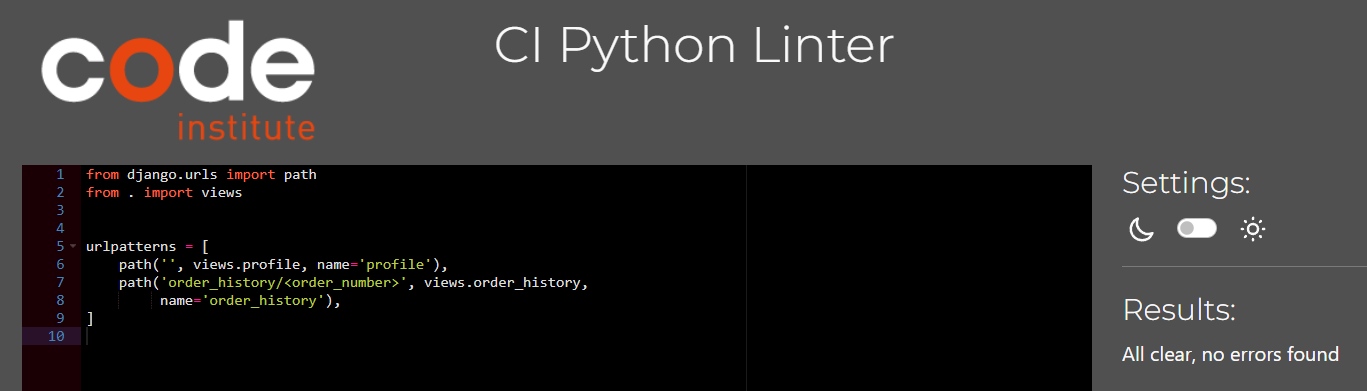 code
institute
CI Python Linter
1 from django.urls import path
2 from . import views
3
4
5 urlpatterns = [
6     path('', views.profile, name='profile'),
7     path('order_history/<order_number>', views.order_history,
8          name='order_history'),
9 ]
10
Settings:
Results:
All clear, no errors found